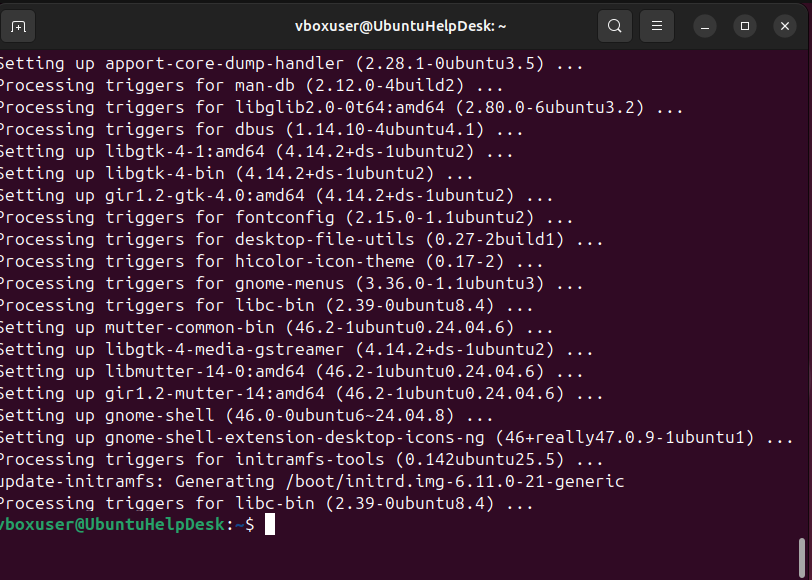 vboxuser@UbuntuHelpDesk: ~
Setting up apport-core-dump-handler (2.28.1-0ubuntu3.5) ...
Processing triggers for man-db (2.12.0-4build2) ...
Processing triggers for libglib2.0-0t64:amd64 (2.80.0-6ubuntu3.2) ...
Processing triggers for dbus (1.14.10-4ubuntu4.1) ...
Setting up libgtk-4-1:amd64 (4.14.2+ds-1ubuntu2) ...
Setting up libgtk-4-bin (4.14.2+ds-1ubuntu2) ...
Setting up gir1.2-gtk-4.0:amd64 (4.14.2+ds-1ubuntu2) ...
Processing triggers for fontconfig (2.15.0-1.1ubuntu2) ...
Processing triggers for desktop-file-utils (0.27-2build1) ...
Processing triggers for hicolor-icon-theme (0.17-2) ...
Processing triggers for gnome-menus (3.36.0-1.1ubuntu3) ...
Processing triggers for libc-bin (2.39-0ubuntu8.4) ...
Setting up mutter-common-bin (46.2-1ubuntu0.24.04.6) ...
Setting up libgtk-4-media-gstreamer (4.14.2+ds-1ubuntu2) ...
Setting up libmutter-14-0:amd64 (46.2-1ubuntu0.24.04.6) ...
Setting up gir1.2-mutter-14:amd64 (46.2-1ubuntu0.24.04.6) ...
Setting up gnome-shell (46.0-0ubuntu6~24.04.8) ...
Setting up gnome-shell-extension-desktop-icons-ng (46+really47.0.9-1ubuntu1) ...
Processing triggers for initramfs-tools (0.142ubuntu25.5) ...
update-initramfs: Generating /boot/initrd.img-6.11.0-21-generic
Processing triggers for libc-bin (2.39-0ubuntu8.4) ...
vboxuser@UbuntuHelpDesk:~$